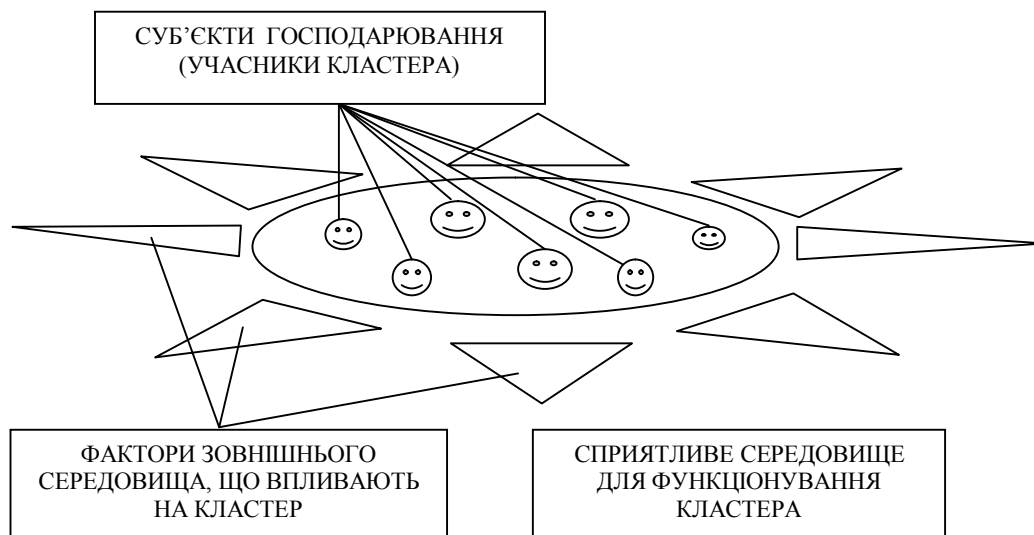 СУБ’ЄКТИ ГОСПОДАРЮВАННЯ
(УЧАСНИКИ КЛАСТЕРА)
ФАКТОРИ ЗОВНІШНЬОГО
СЕРЕДОВИЩА, ЩО ВПЛИВАЮТЬ
НА КЛАСТЕР
СПРИЯТЛИВЕ СЕРЕДОВИЩЕ
ДЛЯ ФУНКЦІОНУВАННЯ
КЛАСТЕРА